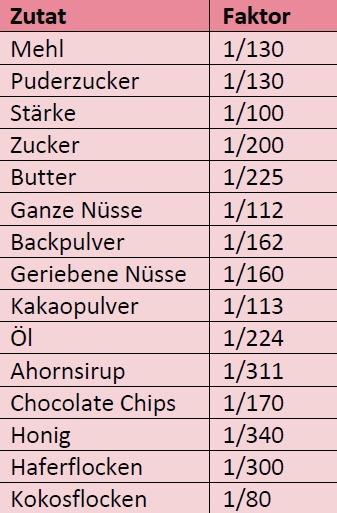 Zutat Faktor
Mehl 1/130
Puderzucker 1/130
Stärke 1/100
Zucker 1/200
Butter 1/225
Ganze Nüsse 1/112
Backpulver 1/162
Geriebene Nüsse 1/160
Kakaopulver 1/113
Öl 1/224
Ahornsirup 1/311
Chocolate Chips 1/170
Honig 1/340
Haferflocken 1/300
Kokosflocken 1/80